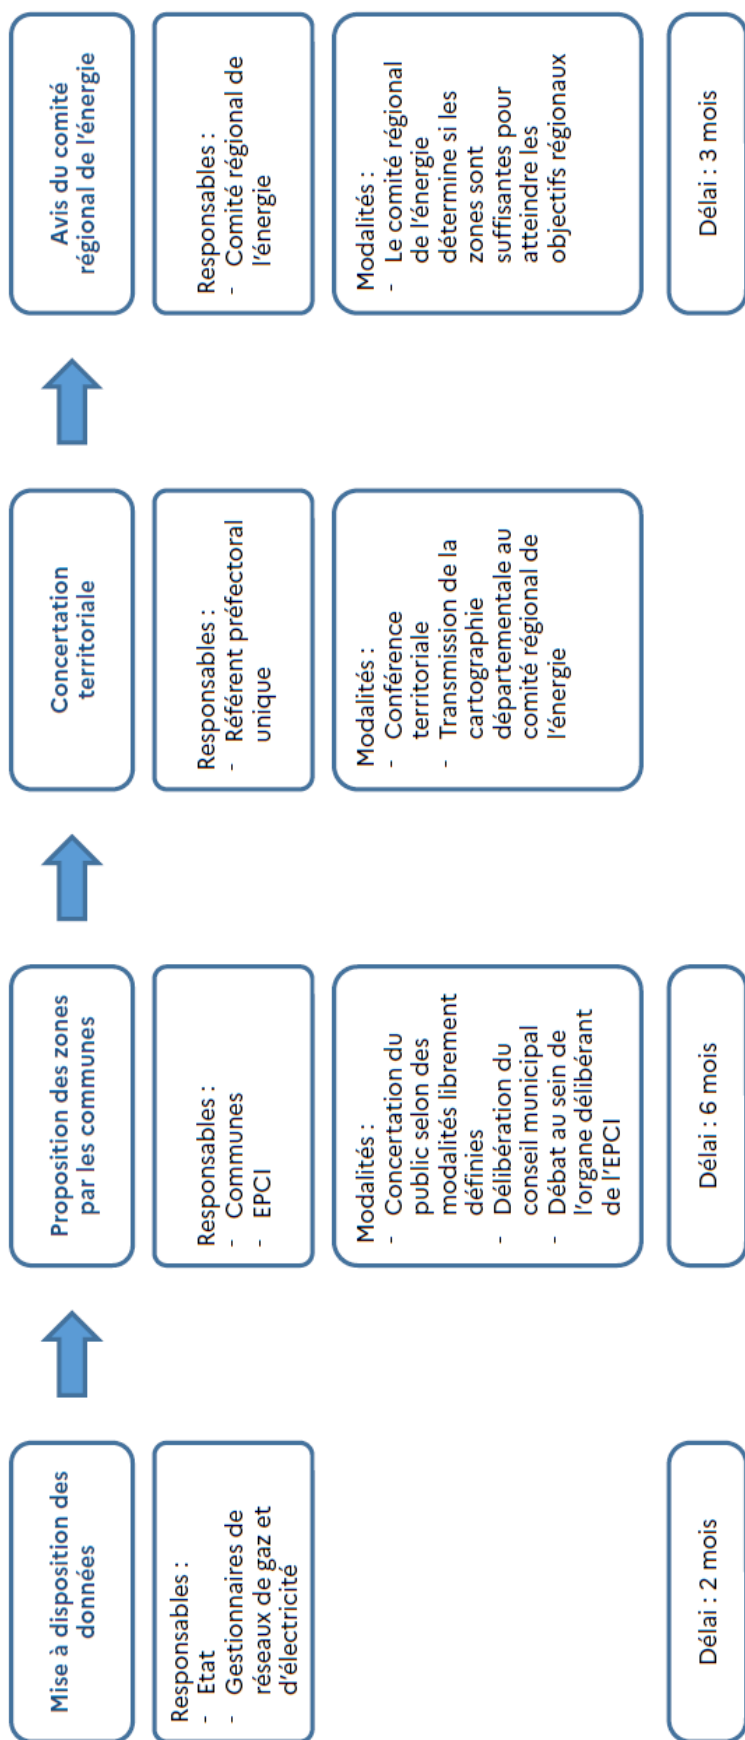 Mise à disposition des
données
Responsables :
- Etat
- Gestionnaires de
réseaux de gaz et
d'électricité
Délai : 2 mois
Proposition des zones
par les communes
Responsables :
- Communes
- EPCI
Modalités :
- Concertation du
public selon des
modalités librement
définies
- Délibération du
conseil municipal
- Débat au sein de
l'organe délibérant
de l'EPCI
Délai : 6 mois
Concertation
territoriale
Responsables :
- Référent préfectoral
unique
Modalités :
- Conférence
territoriale
- Transmission de la
cartographie
départementale au
comité régional de
l'énergie
Avis du comité
régional de l'énergie
Responsables :
- Comité régional de
l'énergie
Modalités :
- Le comité régional
de l'énergie
détermine si les
zones sont
suffisantes pour
atteindre les
objectifs régionaux
Délai : 3 mois